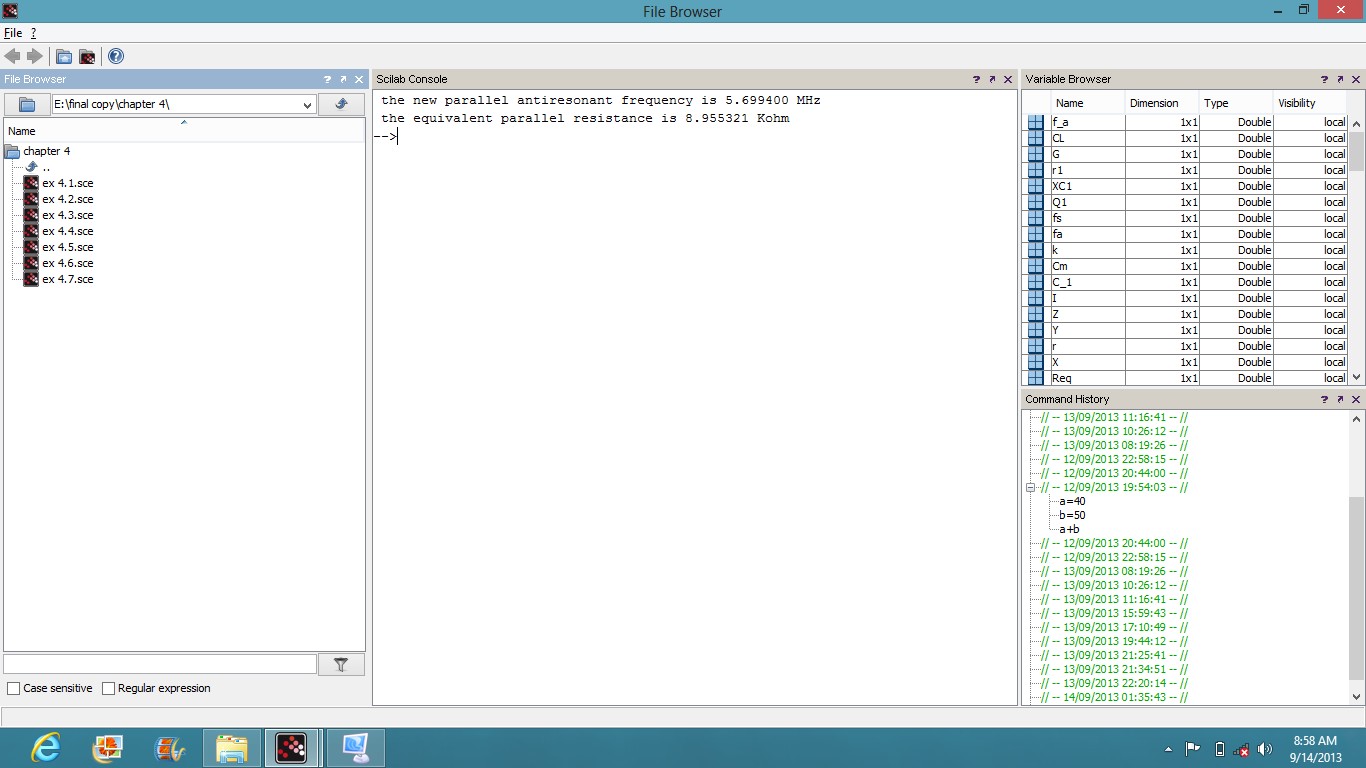 File Browser
File ?
File Browser
E:\final copy\chapter 4\
Name
chapter 4
..
ex 4.1.sce
ex 4.2.sce
ex 4.3.sce
ex 4.4.sce
ex 4.5.sce
ex 4.6.sce
ex 4.7.sce
Case sensitive Regular expression
Scilab Console
the new parallel antiresonant frequency is 5.699400 MHz
the equivalent parallel resistance is 8.955321 Kohm
-->
Variable Browser
Name Dimension Type Visibility
f_a 1x1 Double local
CL 1x1 Double local
G 1x1 Double local
r1 1x1 Double local
XC1 1x1 Double local
Q1 1x1 Double local
fs 1x1 Double local
fa 1x1 Double local
k 1x1 Double local
Cm 1x1 Double local
C_1 1x1 Double local
I 1x1 Double local
Z 1x1 Double local
Y 1x1 Double local
r 1x1 Double local
X 1x1 Double local
Req 1x1 Double local
Command History
// -- 13/09/2013 11:16:41 -- //
// -- 13/09/2013 10:26:12 -- //
// -- 13/09/2013 08:19:26 -- //
// -- 12/09/2013 22:58:15 -- //
// -- 12/09/2013 20:44:00 -- //
// -- 12/09/2013 19:54:03 -- //
a=40
b=50
a+b
// -- 12/09/2013 20:44:00 -- //
// -- 12/09/2013 22:58:15 -- //
// -- 13/09/2013 08:19:26 -- //
// -- 13/09/2013 10:26:12 -- //
// -- 13/09/2013 11:16:41 -- //
// -- 13/09/2013 15:59:43 -- //
// -- 13/09/2013 17:10:49 -- //
// -- 13/09/2013 19:44:12 -- //
// -- 13/09/2013 21:25:41 -- //
// -- 13/09/2013 21:34:51 -- //
// -- 13/09/2013 22:20:14 -- //
// -- 14/09/2013 01:35:43 -- //
8:58 AM
9/14/2013